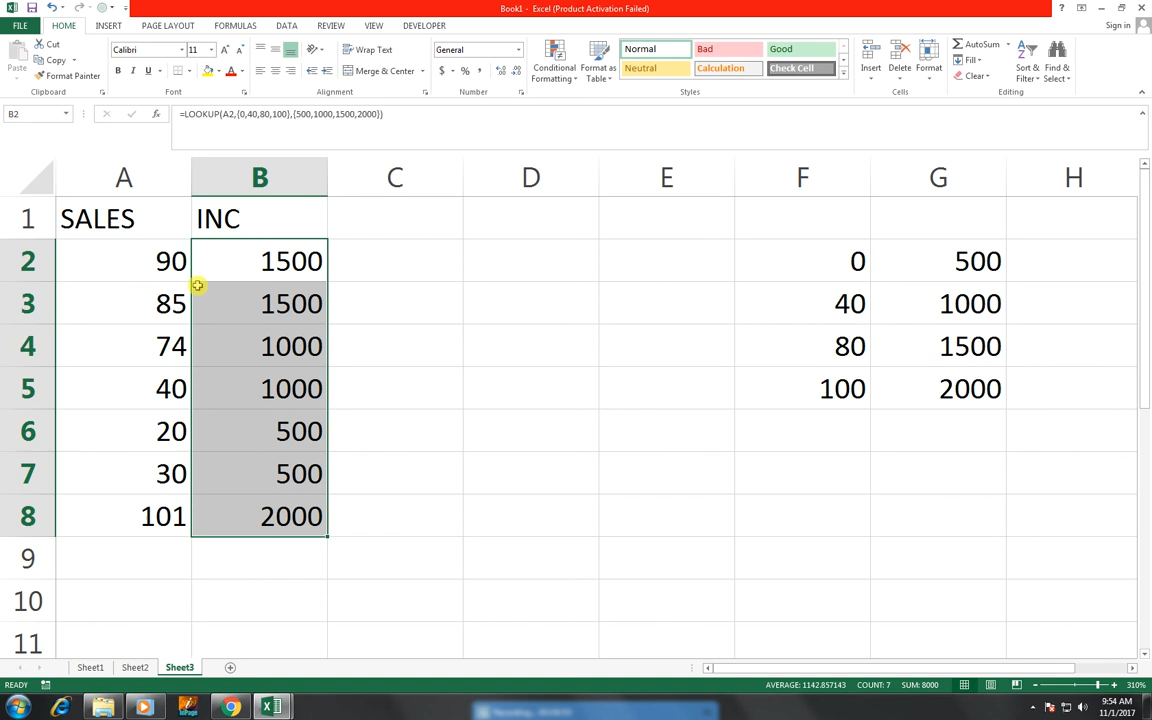 Book1 - Excel (Product Activation Failed)
FILE HOME INSERT PAGE LAYOUT FORMULAS DATA REVIEW VIEW DEVELOPER Sign in
Paste Cut Copy Format Painter Clipboard
Calibri 11 B I U A A A Font
Wrap Text Merge & Center Alignment
General $ % , Number
Conditional Formatting Format as Table
Normal Bad Good
Neutral Calculation Check Cell
Styles
Insert Delete Format Cells
AutoSum Fill Clear Sort & Filter Find & Select Editing
B2 fx =LOOKUP(A2,{0,40,80,100},{500,1000,1500,2000})
A B C D E F G H
1 SALES INC
2 90 1500 0 500
3 85 1500 40 1000
4 74 1000 80 1500
5 40 1000 100 2000
6 20 500
7 30 500
8 101 2000
9
10
11
Sheet1 Sheet2 Sheet3
READY AVERAGE: 1142.857143 COUNT: 7 SUM: 8000 310%
9:54 AM
11/1/2017